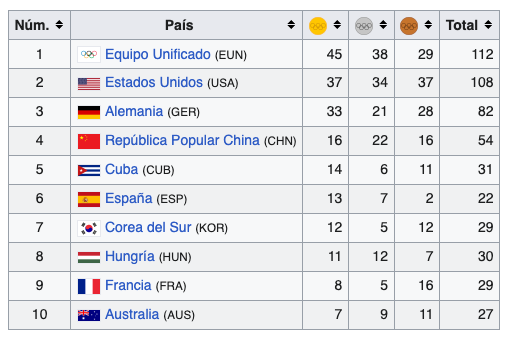 Núm. País Total
1 Equipo Unificado (EUN) 45 38 29 112
2 Estados Unidos (USA) 37 34 37 108
3 Alemania (GER) 33 21 28 82
4 República Popular China (CHN) 16 22 16 54
5 Cuba (CUB) 14 6 11 31
6 España (ESP) 13 7 2 22
7 Corea del Sur (KOR) 12 5 12 29
8 Hungría (HUN) 11 12 7 30
9 Francia (FRA) 8 5 16 29
10 Australia (AUS) 7 9 11 27